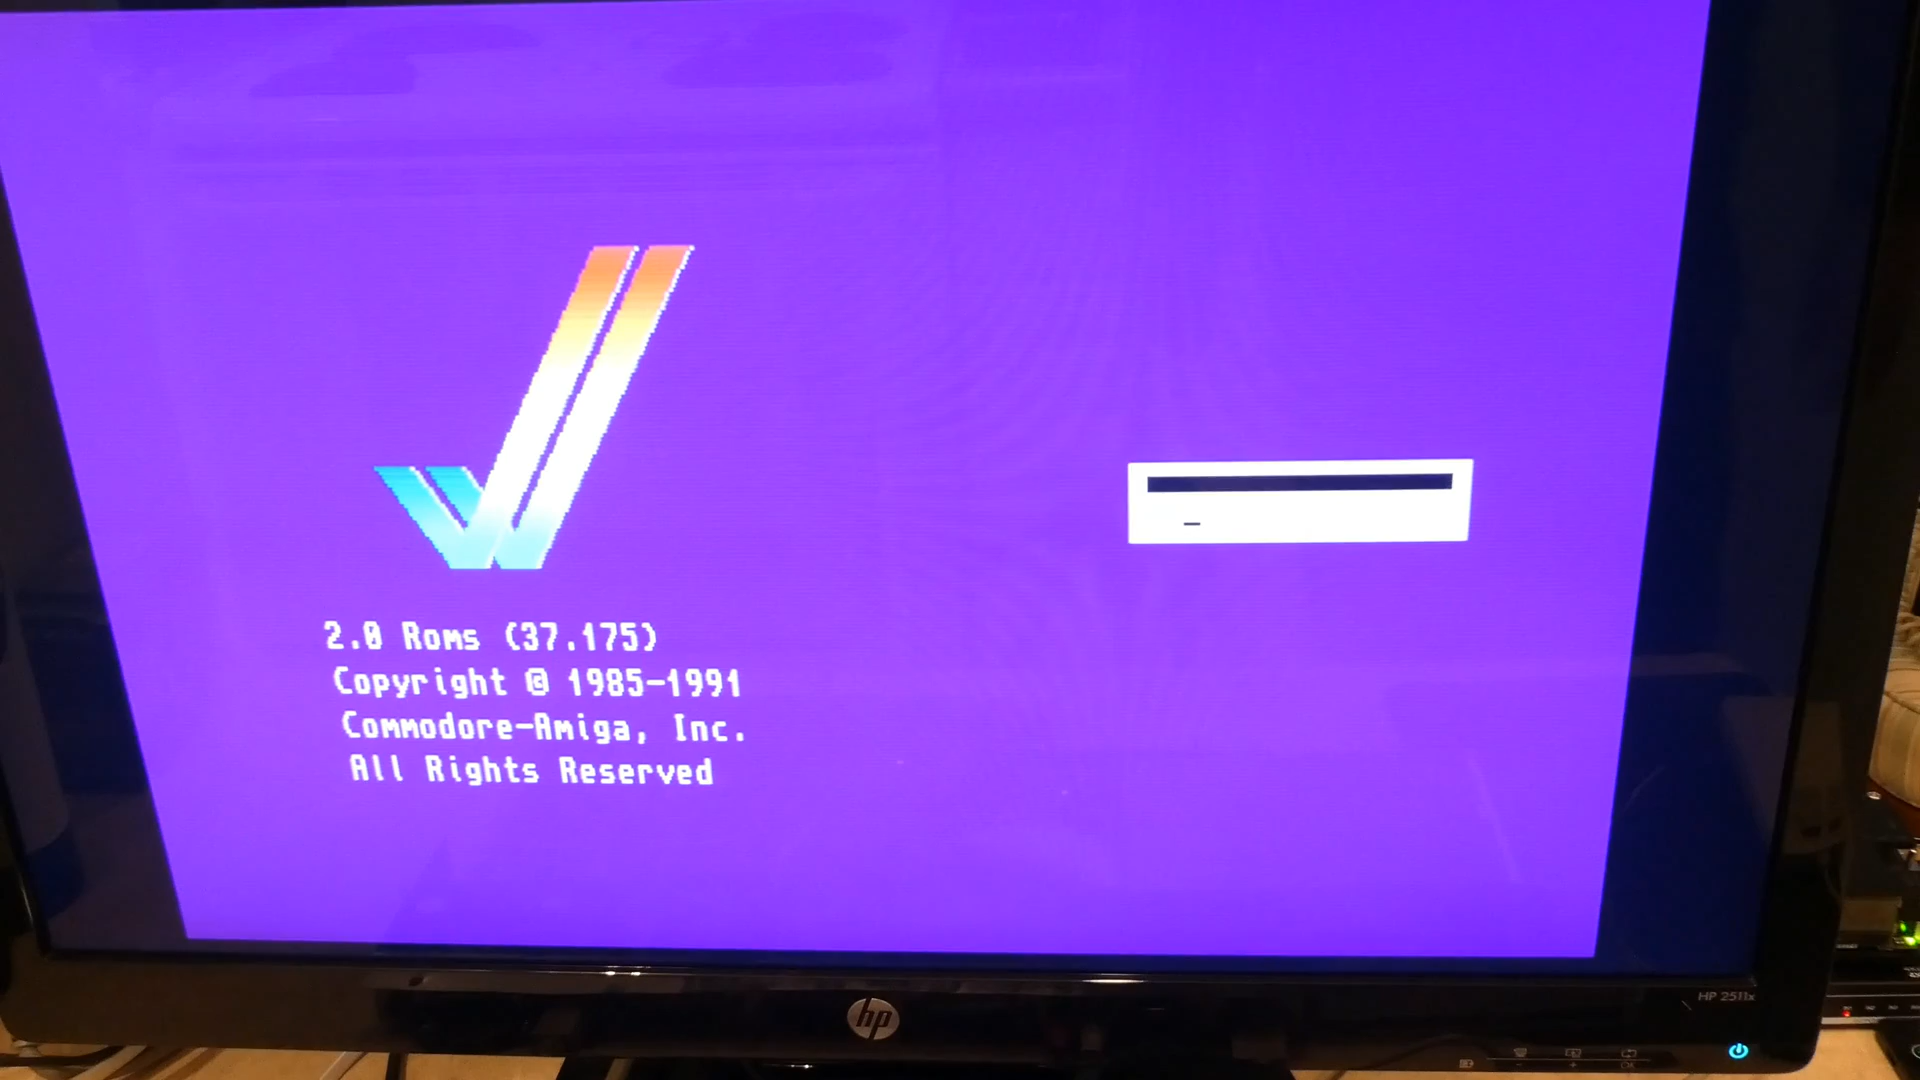 2.0 Roms (37.175)
Copyright © 1985-1991
Commodore-Amiga, Inc.
All Rights Reserved
hp
HP 2511x